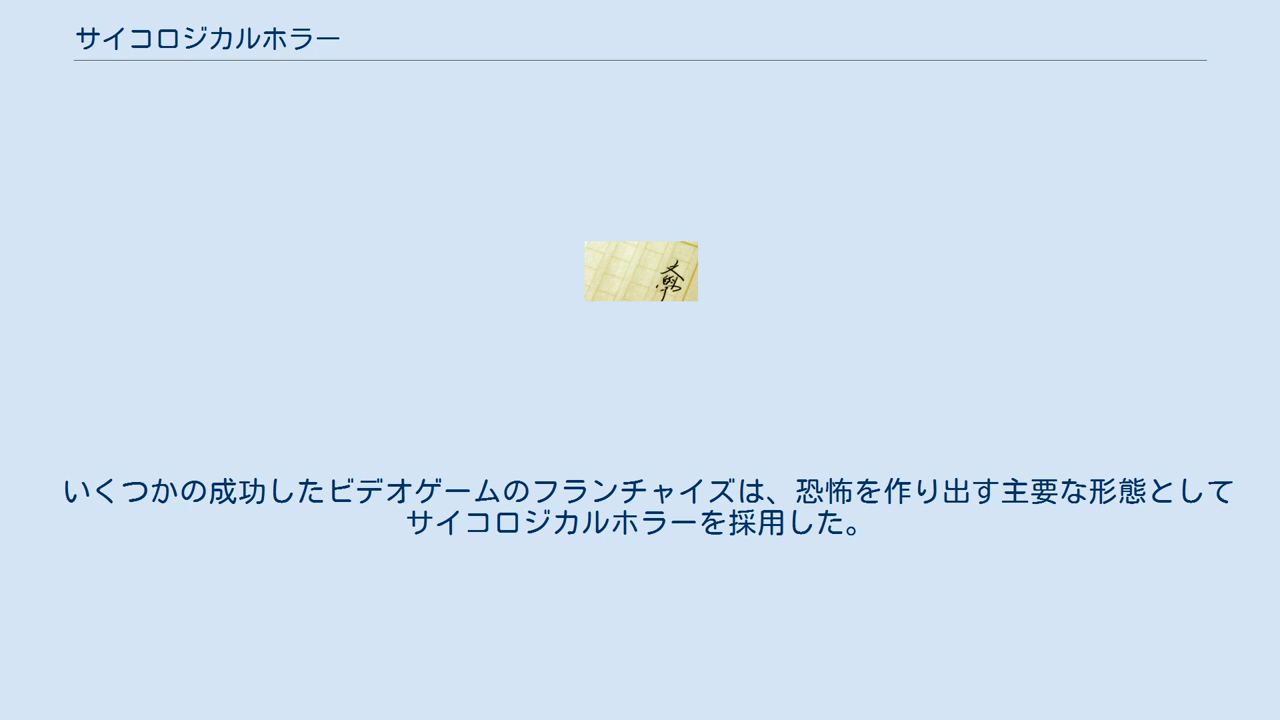 サイコロジカルホラー
いくつかの成功したビデオゲームのフランチャイズは、恐怖を作り出す主要な形態として
サイコロジカルホラーを採用した。